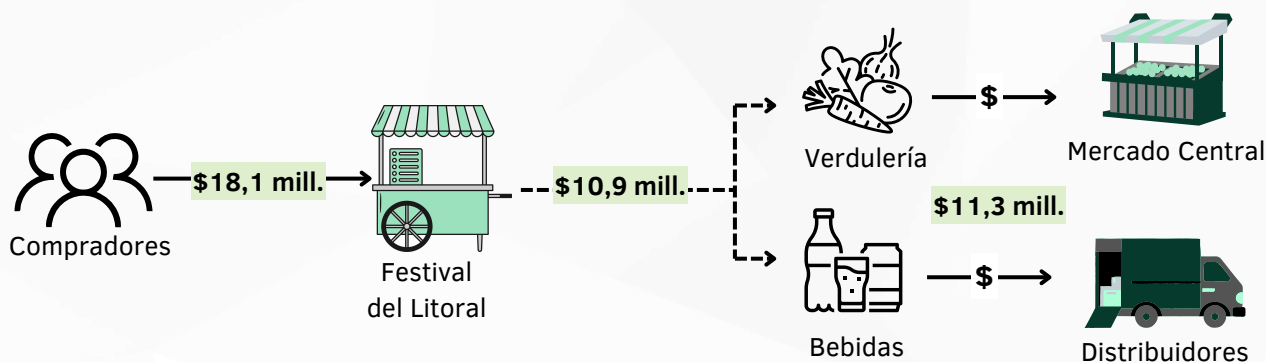 Compradores
$18,1 mill.
Festival
del Litoral
$10,9 mill.
Verdulería
$
Mercado Central
$11,3 mill.
Bebidas
$
Distribuidores